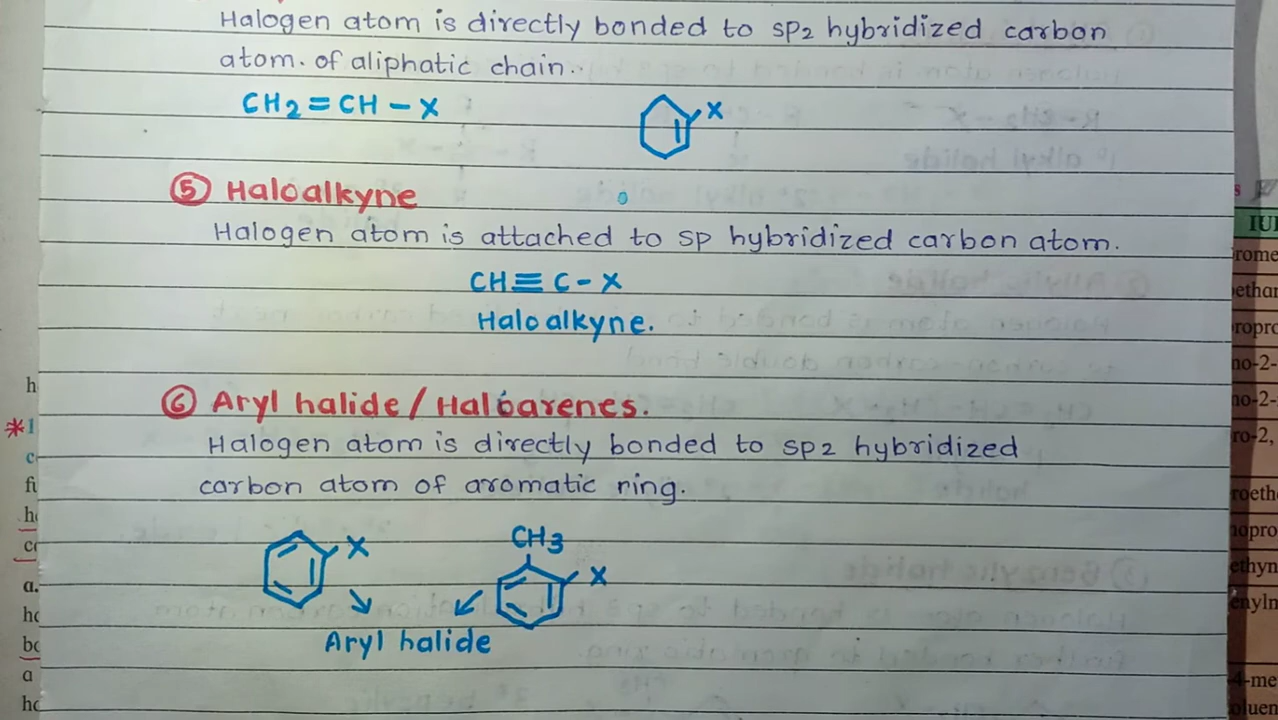 Halogen atom is directly bonded to sp2 hybridized carbon
atom. of aliphatic chain..
CH2=CH-X
X
⑤ Haloalkyne
Halogen atom is attached to sp hybridized carbon atom.
CH≡C-X
Haloalkyne.
⑥ Aryl halide / Haloarenes.
Halogen atom is directly bonded to sp2 hybridized
carbon atom of aromatic ring.
X
CH3
X
Aryl halide